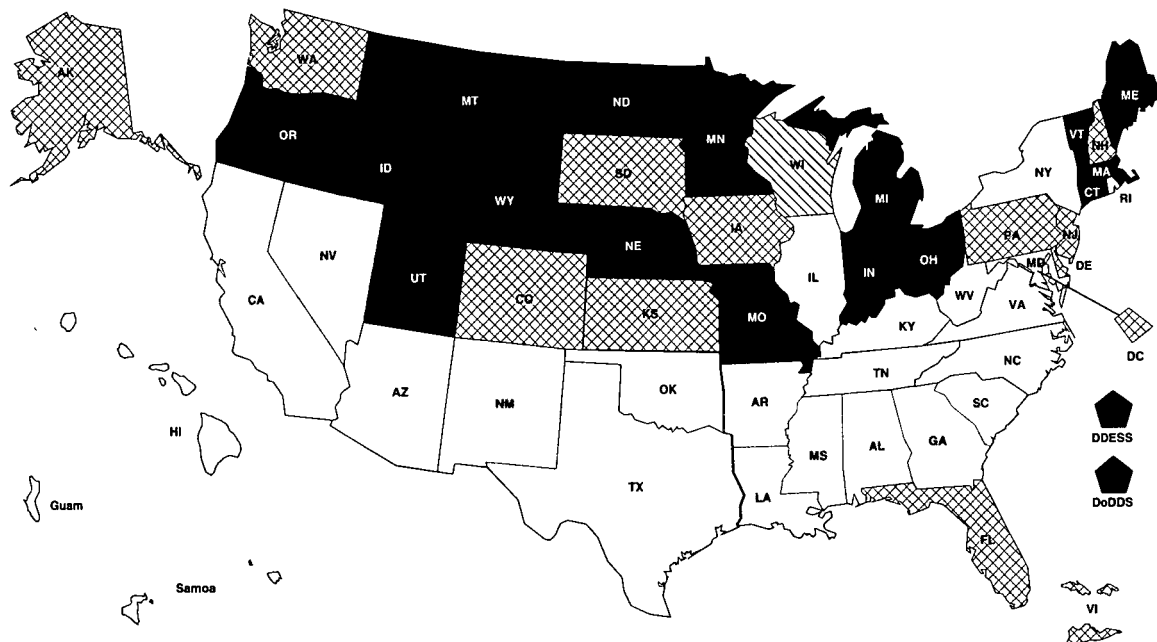 AK
WA
MT
ND
MN
OR
ID
SD
WI
WY
MI
ME
VT
NH
NY
MA
CT
RI
IA
NE
NV
UT
CA
CO
KS
MO
IL
IN
OH
PA
NJ
MD
DE
WV
VA
KY
DC
NC
TN
SC
AZ
NM
OK
AR
HI
MS
AL
GA
DDESS
TX
LA
DoDDS
Guam
FL
Samoa
VI